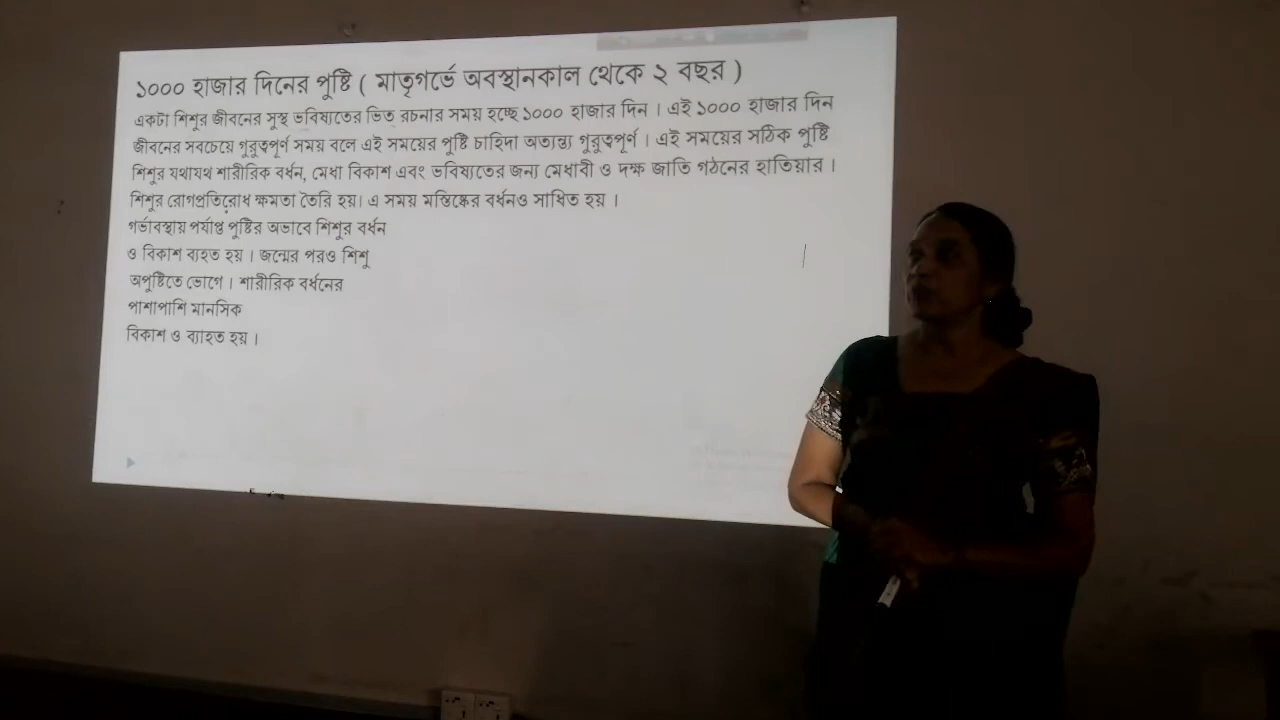 ১০০০ হাজার দিনের পুষ্টি ( মাতৃগর্ভে অবস্থানকাল থেকে ২ বছর )
একটা শিশুর জীবনের সুস্থ ভবিষ্যতের ভিত রচনার সময় হচ্ছে ১০০০ হাজার দিন । এই ১০০০ হাজার দিন
জীবনের সবচেয়ে গুরুত্বপূর্ণ সময় বলে এই সময়ের পুষ্টি চাহিদা অত্যন্ত্য গুরুত্বপূর্ণ । এই সময়ের সঠিক পুষ্টি
শিশুর যথাযথ শারীরিক বর্ধন, মেধা বিকাশ এবং ভবিষ্যতের জন্য মেধাবী ও দক্ষ জাতি গঠনের হাতিয়ার ।
শিশুর রোগপ্রতিরোধ ক্ষমতা তৈরি হয়। এ সময় মস্তিষ্কের বর্ধনও সাধিত হয় ।
গর্ভাবস্থায় পর্যাপ্ত পুষ্টির অভাবে শিশুর বর্ধন
ও বিকাশ ব্যহত হয় । জন্মের পরও শিশু
অপুষ্টিতে ভোগে । শারীরিক বর্ধনের
পাশাপাশি মানসিক
বিকাশ ও ব্যাহত হয় ।